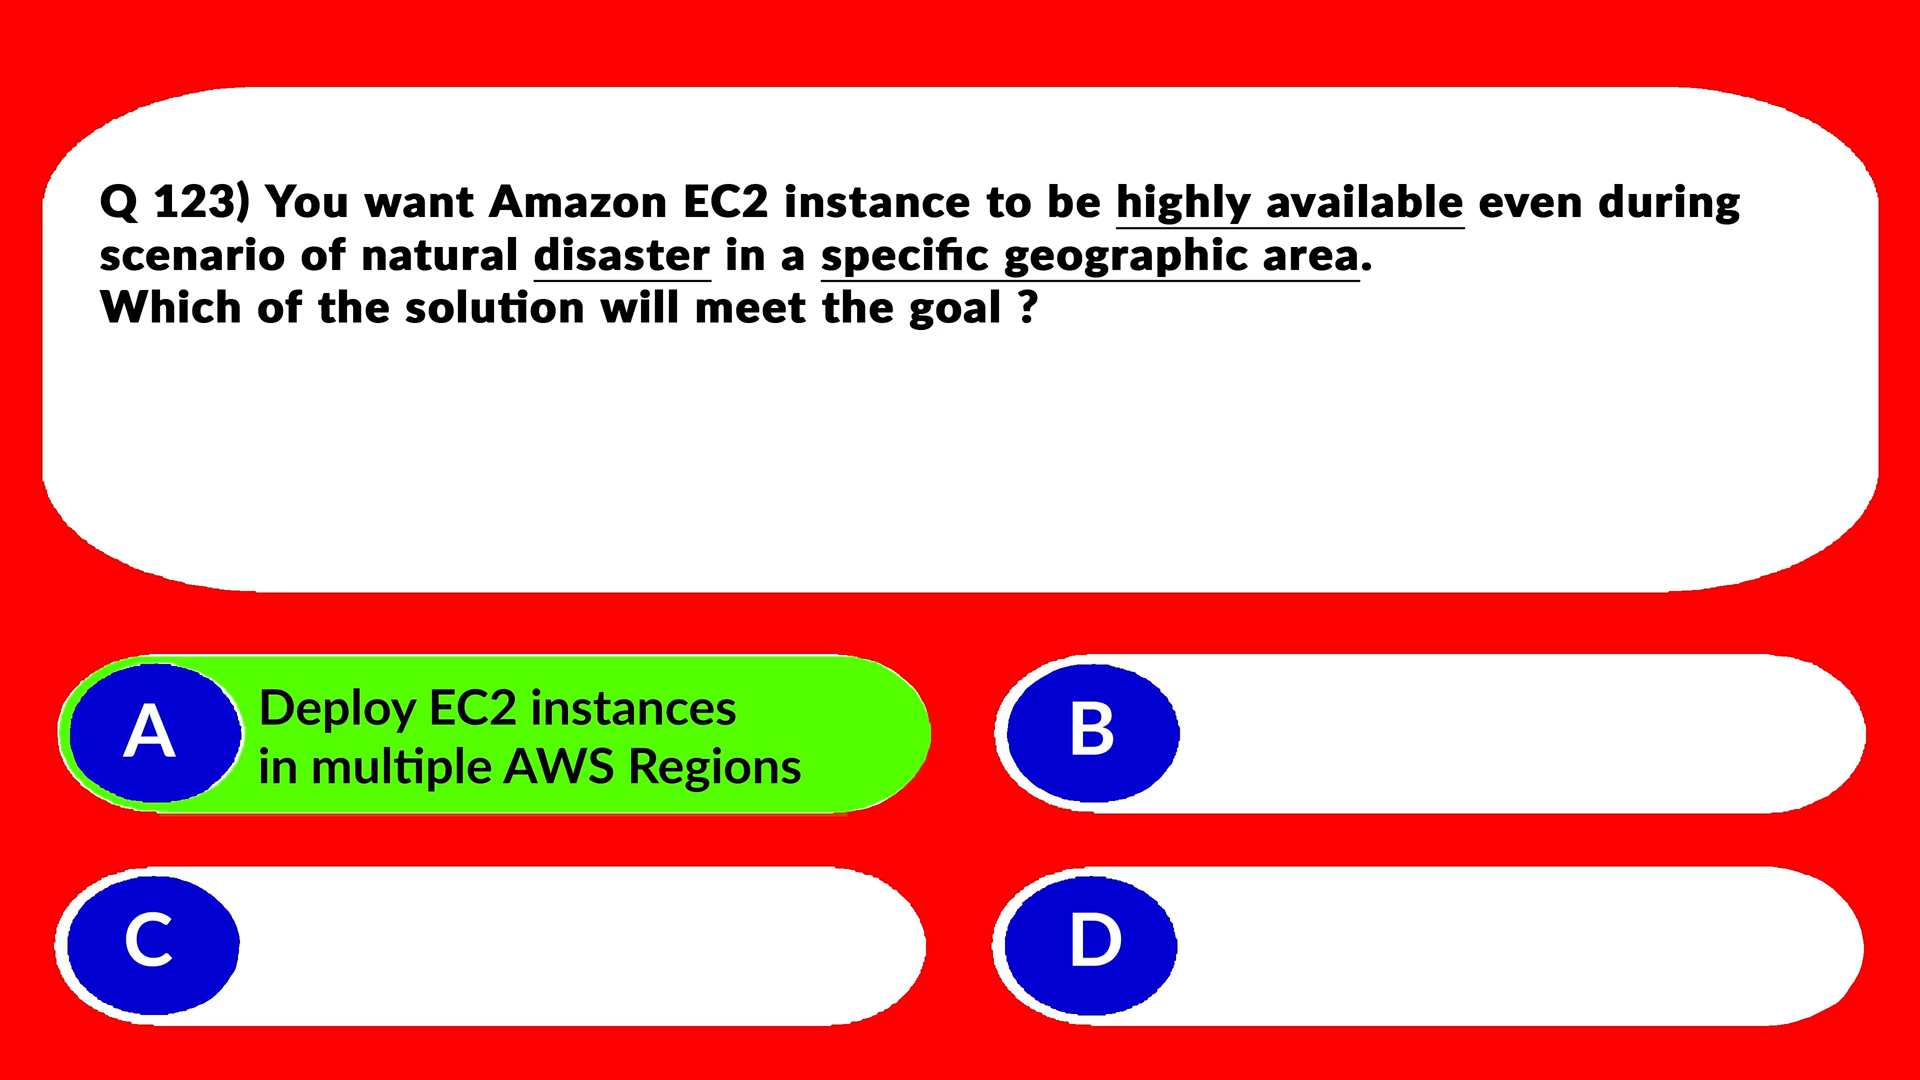 Q 123) You want Amazon EC2 instance to be highly available even during
scenario of natural disaster in a specific geographic area.
Which of the solution will meet the goal ?
A
Deploy EC2 instances
in multiple AWS Regions
B
C
D